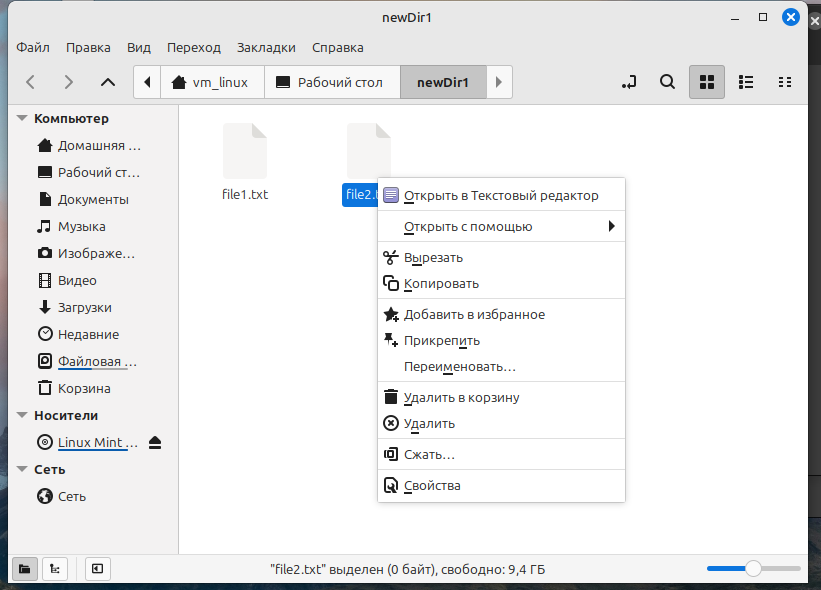 newDir1
Файл Правка Вид Переход Закладки Справка
vm_linux Рабочий стол newDir1
Компьютер
Домашняя ...
Рабочий ст...
Документы
Музыка
Изображе...
Видео
Загрузки
Недавние
Файловая ...
Корзина
Носители
Linux Mint ...
Сеть
Сеть
file1.txt
file2.t
Открыть в Текстовый редактор
Открыть с помощью
Вырезать
Копировать
Добавить в избранное
Прикрепить
Переименовать...
Удалить в корзину
Удалить
Сжать...
Свойства
"file2.txt" выделен (0 байт), свободно: 9,4 ГБ